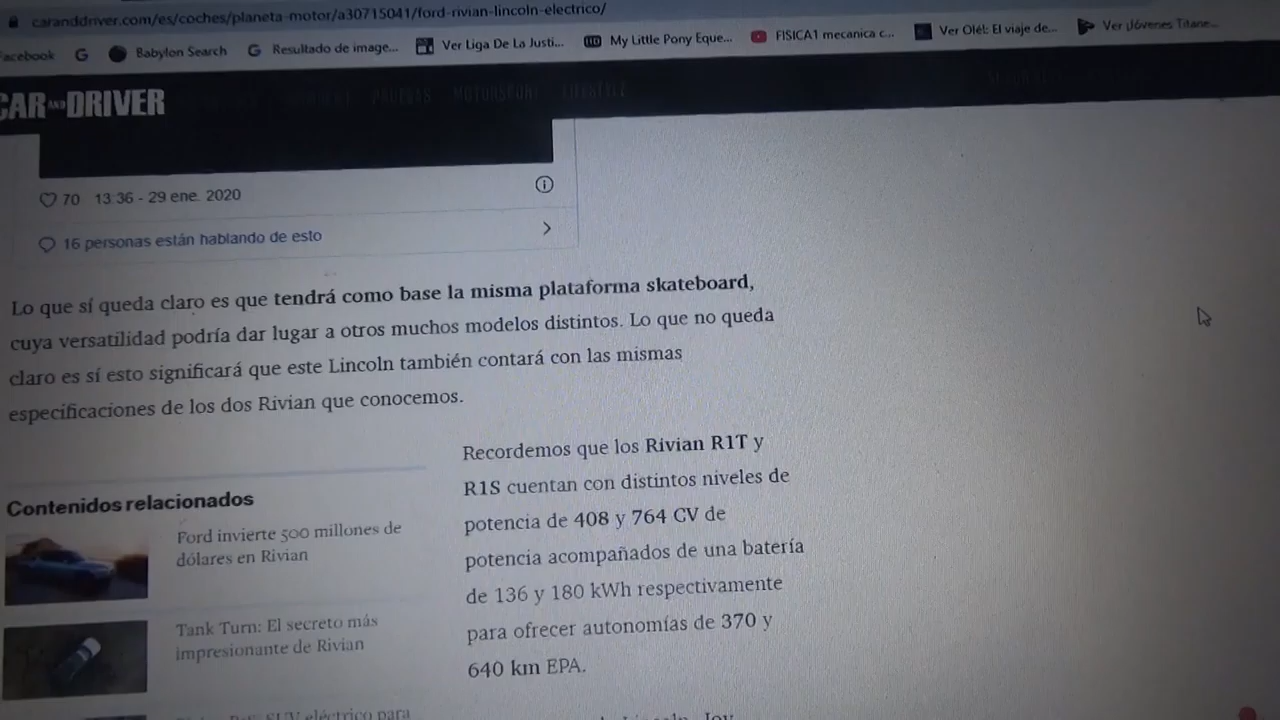 caranddriver.com/es/coches/planeta-motor/a30715041/ford-rivian-lincoln-electrico/
acebook
Babylon Search
Resultado de image...
Ver Liga De La Justi...
My Little Pony Eque...
FISICA1 mecanica c...
Ver Olé!: El viaje de...
Ver Jóvenes Titane...
CAR AND DRIVER
PRUEBAS MOTORSPORT LIFESTYLE
70 13:36 - 29 ene. 2020
16 personas están hablando de esto
Lo que sí queda claro es que tendrá como base la misma plataforma skateboard,
cuya versatilidad podría dar lugar a otros muchos modelos distintos. Lo que no queda
claro es sí esto significará que este Lincoln también contará con las mismas
especificaciones de los dos Rivian que conocemos.
Contenidos relacionados
Ford invierte 500 millones de
dólares en Rivian
Tank Turn: El secreto más
impresionante de Rivian
SUV eléctrico para
Recordemos que los Rivian R1T y
R1S cuentan con distintos niveles de
potencia de 408 y 764 CV de
potencia acompañados de una batería
de 136 y 180 kWh respectivamente
para ofrecer autonomías de 370 y
640 km EPA.